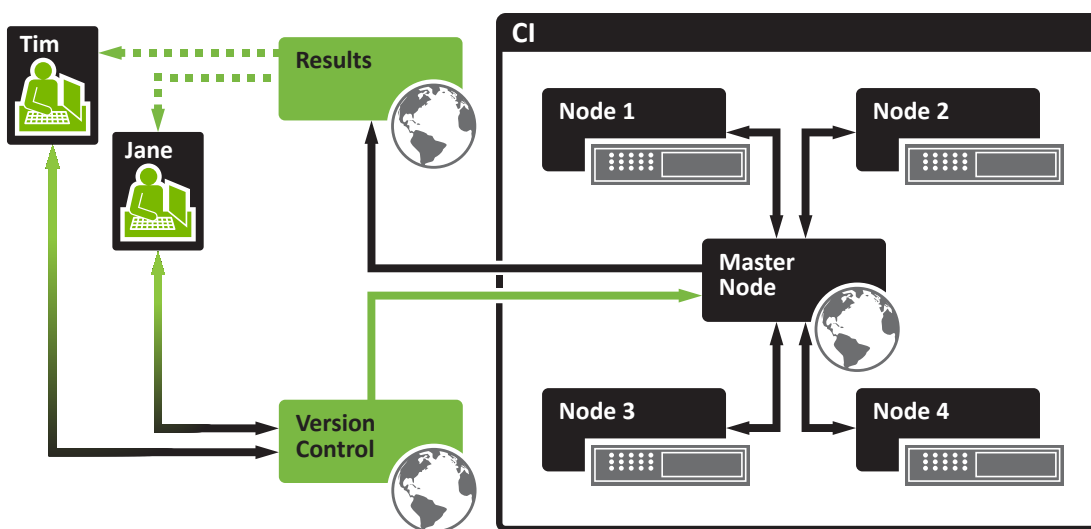 Tim
Results
CI
Node 1
Node 2
Jane
Master
Node
Version
Control
Node 3
Node 4